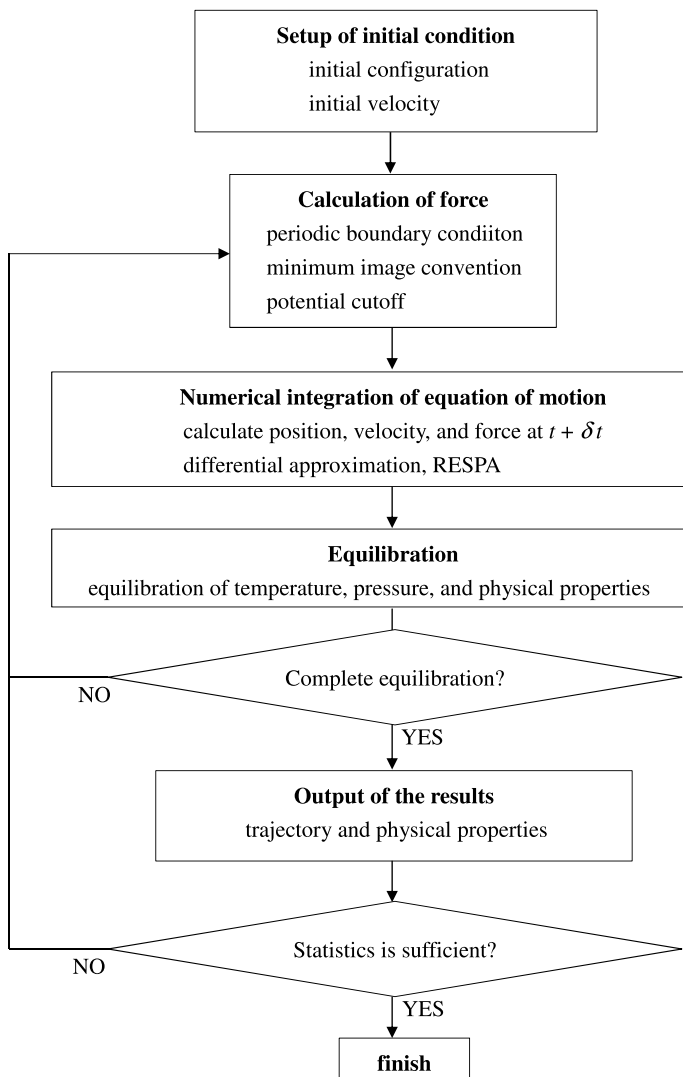 Setup of initial condition
initial configuration
initial velocity
Calculation of force
periodic boundary condiiton
minimum image convention
potential cutoff
Numerical integration of equation of motion
calculate position, velocity, and force at t + δt
differential approximation, RESPA
Equilibration
equilibration of temperature, pressure, and physical properties
Complete equilibration?
NO
YES
Output of the results
trajectory and physical properties
Statistics is sufficient?
NO
YES
finish